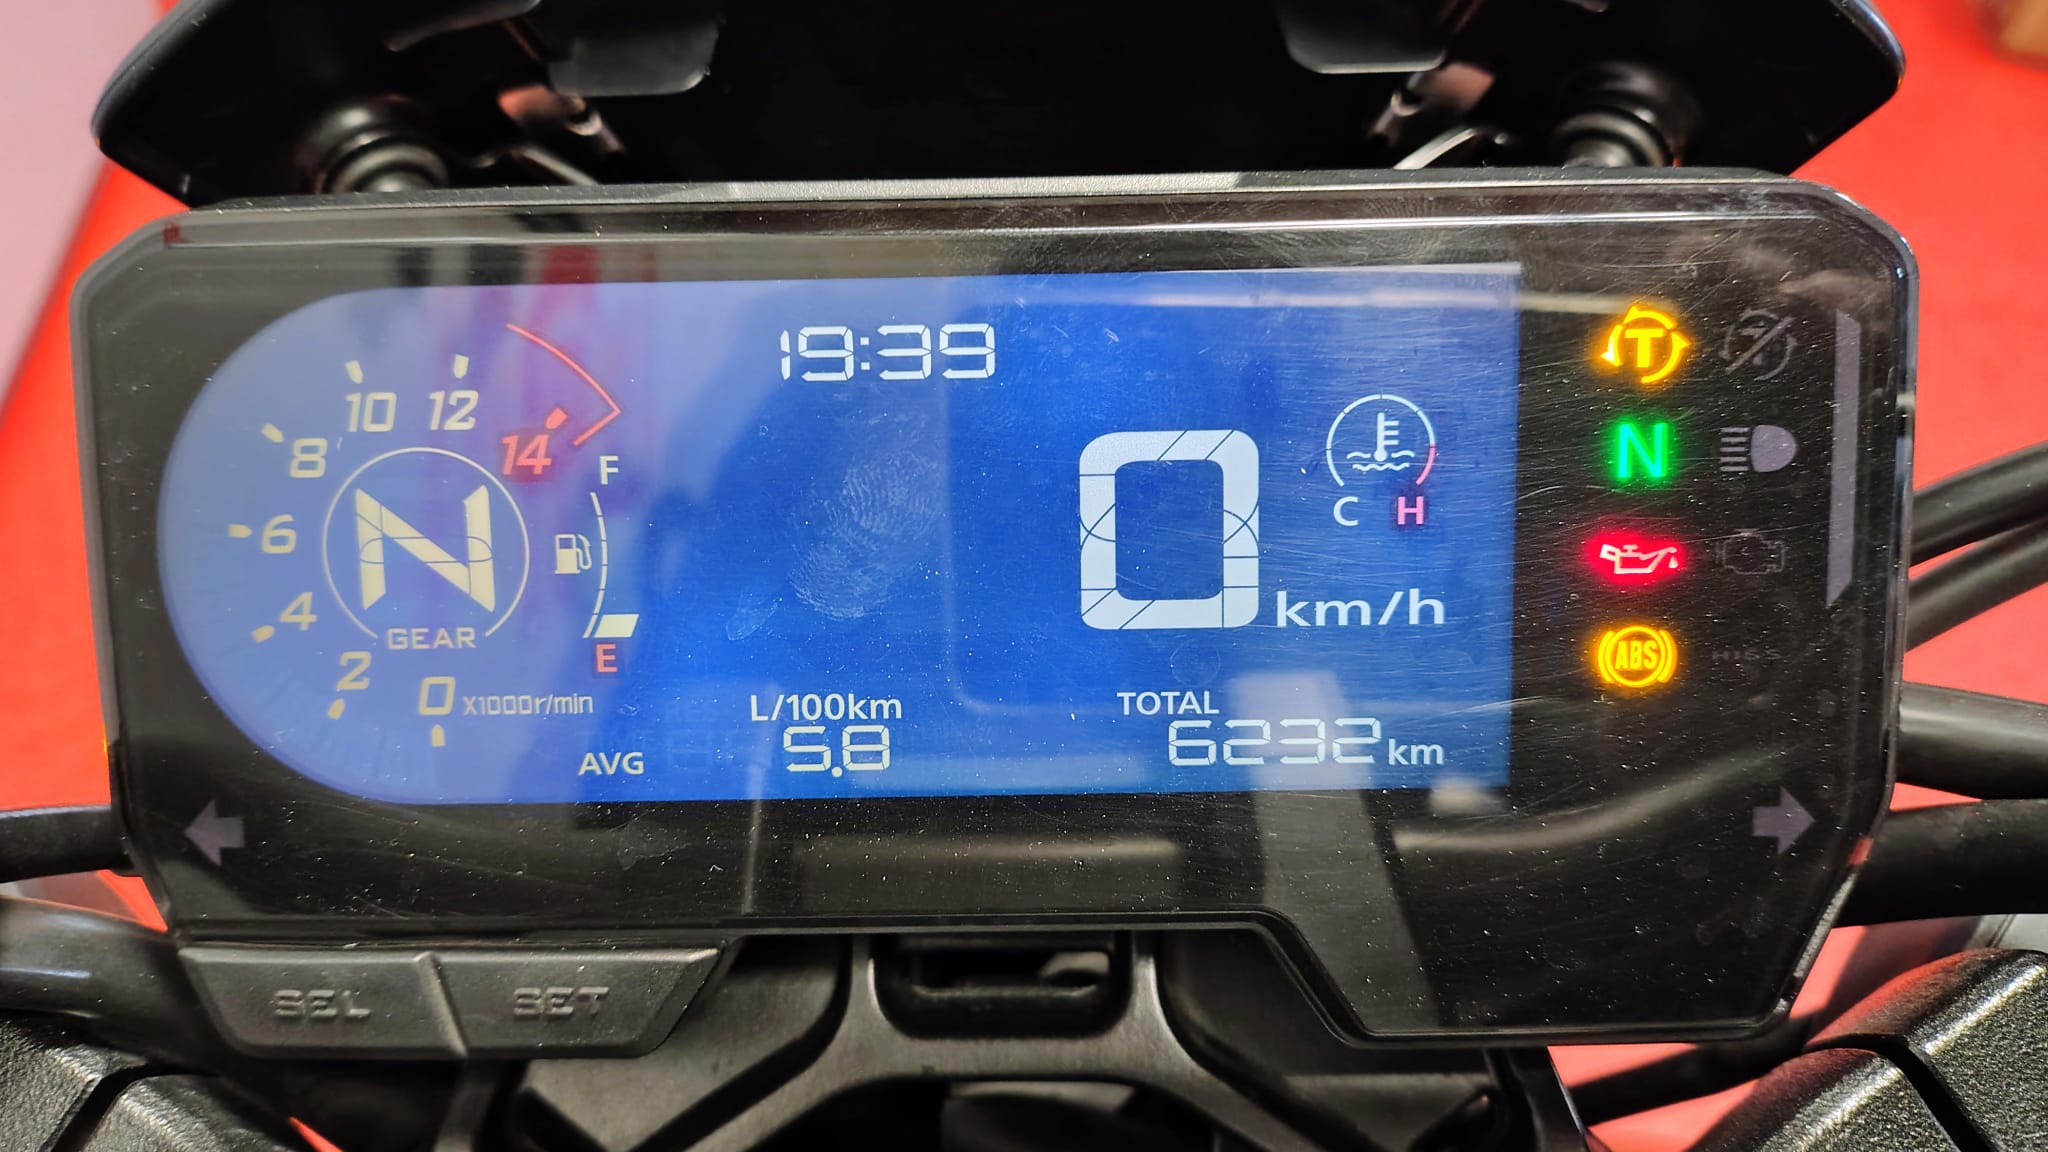 19:39
10 12
8 14
6
4
2
0 X1000r/min
N
GEAR
F
E
C H
0 km/h
AVG
L/100km
5.8
TOTAL
6232 km
T
N
ABS
HISS
SEL
SET